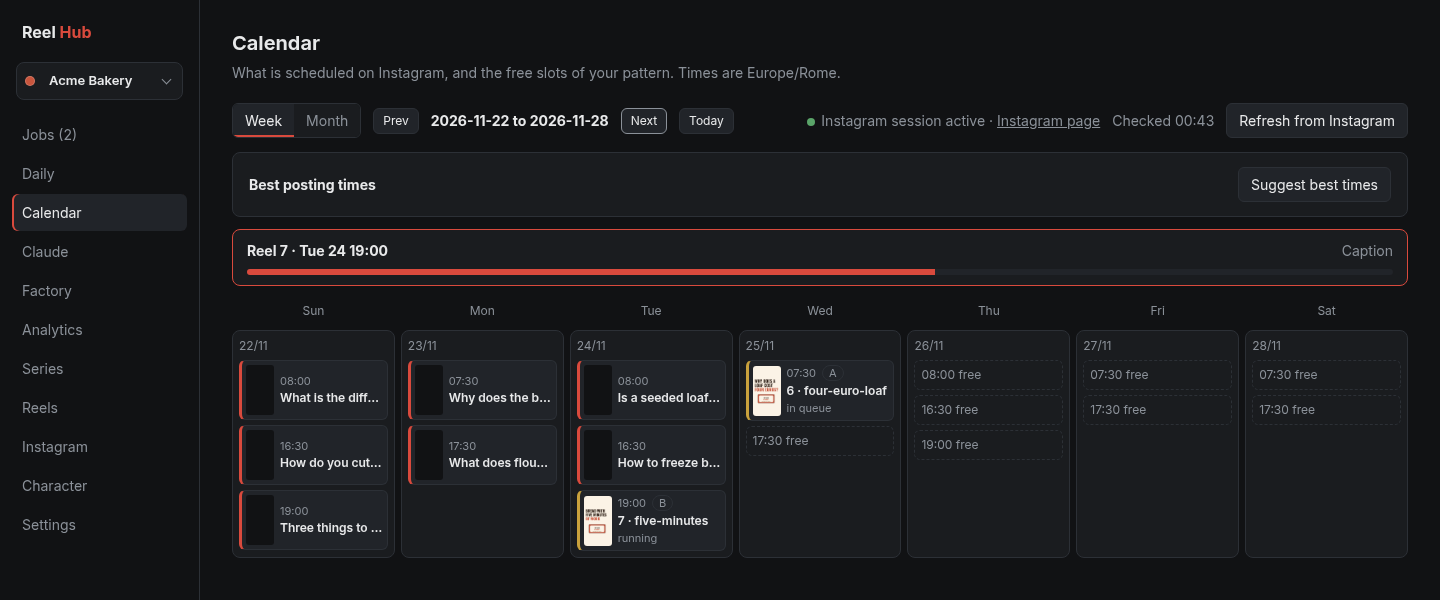 Reel Hub
Acme Bakery
Jobs (2)
Daily
Calendar
Claude
Factory
Analytics
Series
Reels
Instagram
Character
Settings
Calendar
What is scheduled on Instagram, and the free slots of your pattern. Times are Europe/Rome.
Week Month Prev 2026-11-22 to 2026-11-28 Next Today Instagram session active · Instagram page Checked 00:43 Refresh from Instagram
Best posting times Suggest best times
Reel 7 · Tue 24 19:00 Caption
Sun Mon Tue Wed Thu Fri Sat
22/11
08:00
What is the diff...
16:30
How do you cut...
19:00
Three things to ...
23/11
07:30
Why does the b...
17:30
What does flou...
24/11
08:00
Is a seeded loaf...
16:30
How to freeze b...
19:00 B
7 · five-minutes
running
25/11
07:30 A
6 · four-euro-loaf
in queue
17:30 free
26/11
08:00 free
16:30 free
19:00 free
27/11
07:30 free
17:30 free
28/11
07:30 free
17:30 free